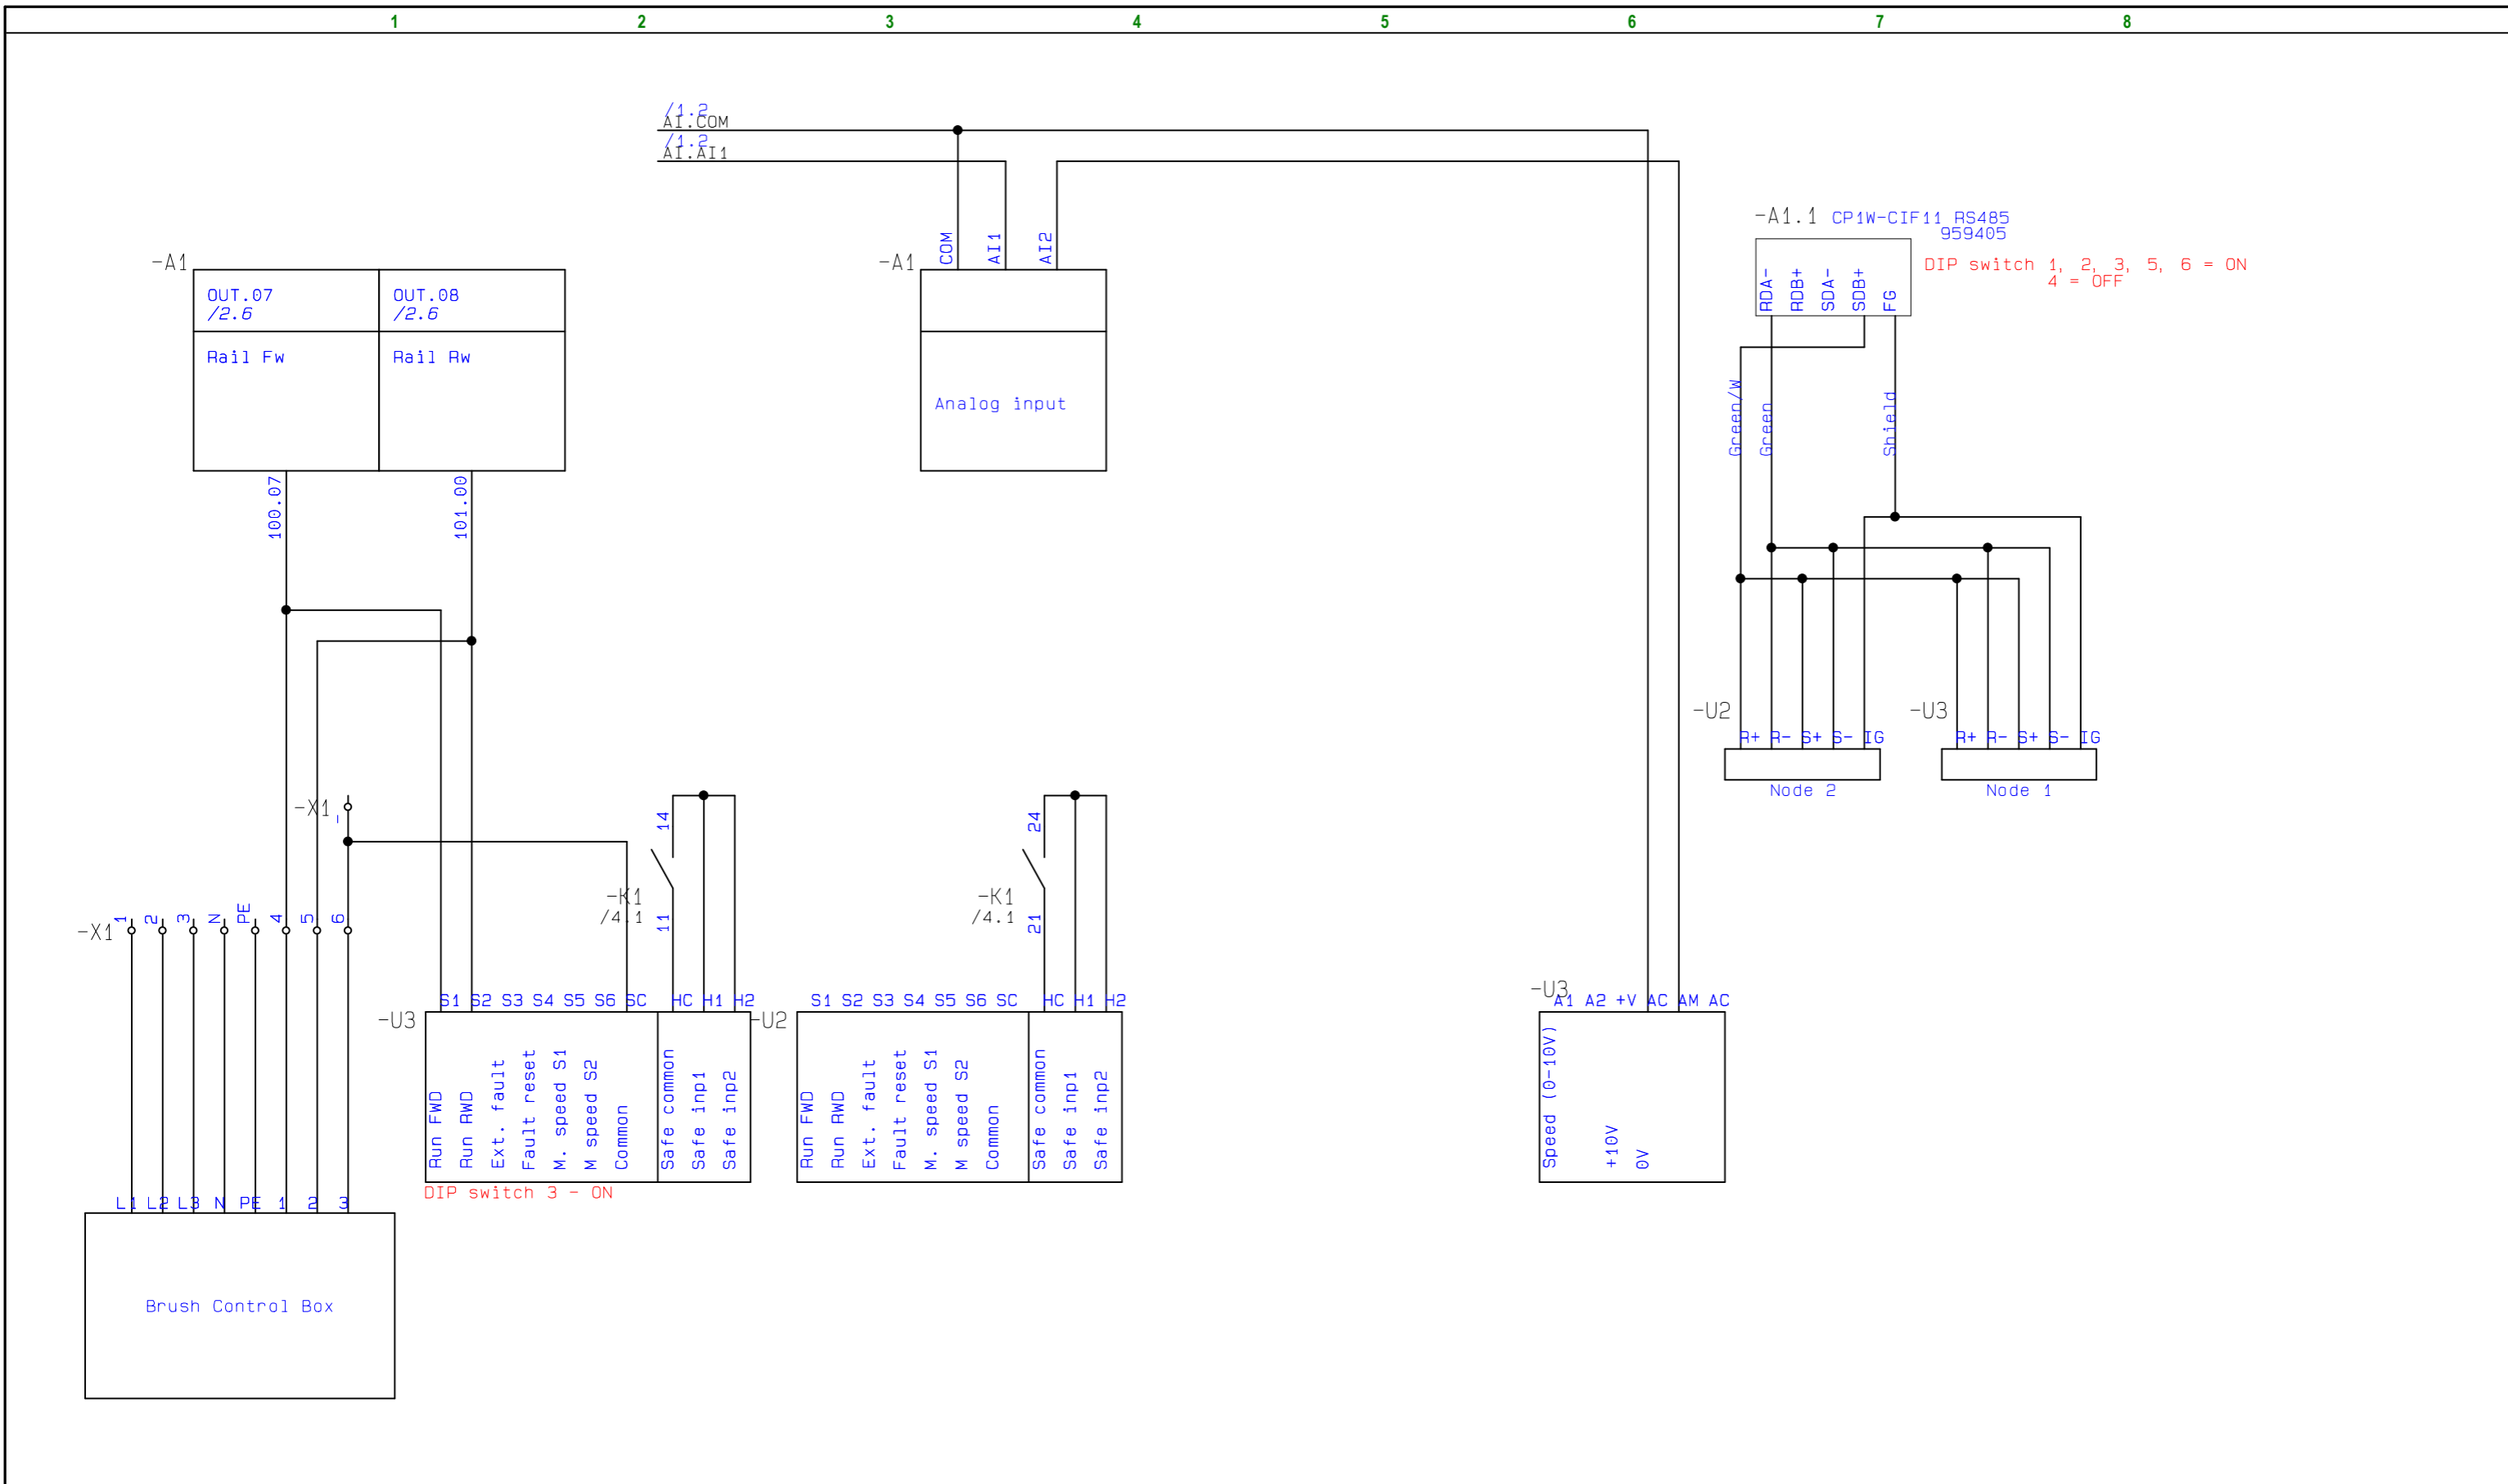 1 2 3 4 5 6 7 8
/1.2
AI.COM
/1.2
AI.AI1
-A1.1 CP1W-CIF11 RS485
959405
DIP switch 1, 2, 3, 5, 6 = ON
4 = OFF
RDA- RDB+ SDA- SDB+ FG
-A1
OUT.07
/2.6
OUT.08
/2.6
Rail Fw
Rail Rw
100.07
101.00
-A1
COM AI1 AI2
Analog input
Green/W Green Shield
-U2
R+ R- S+ S- IG
Node 2
-U3
R+ R- S+ S- IG
Node 1
-X1
-
14
-K1
/4.1
11
24
-K1
/4.1
21
-X1
1 2 3 N PE 4 5 6
-U3
S1 S2 S3 S4 S5 S6 SC HC H1 H2
Run FWD
Run RWD
Ext. fault
Fault reset
M. speed S1
M speed S2
Common
Safe common
Safe inp1
Safe inp2
DIP switch 3 - ON
-U2
S1 S2 S3 S4 S5 S6 SC HC H1 H2
Run FWD
Run RWD
Ext. fault
Fault reset
M. speed S1
M speed S2
Common
Safe common
Safe inp1
Safe inp2
-U3
A1 A2 +V AC AM AC
Speed (0-10V)
+10V
0V
L1 L2 L3 N PE 1 2 3
Brush Control Box